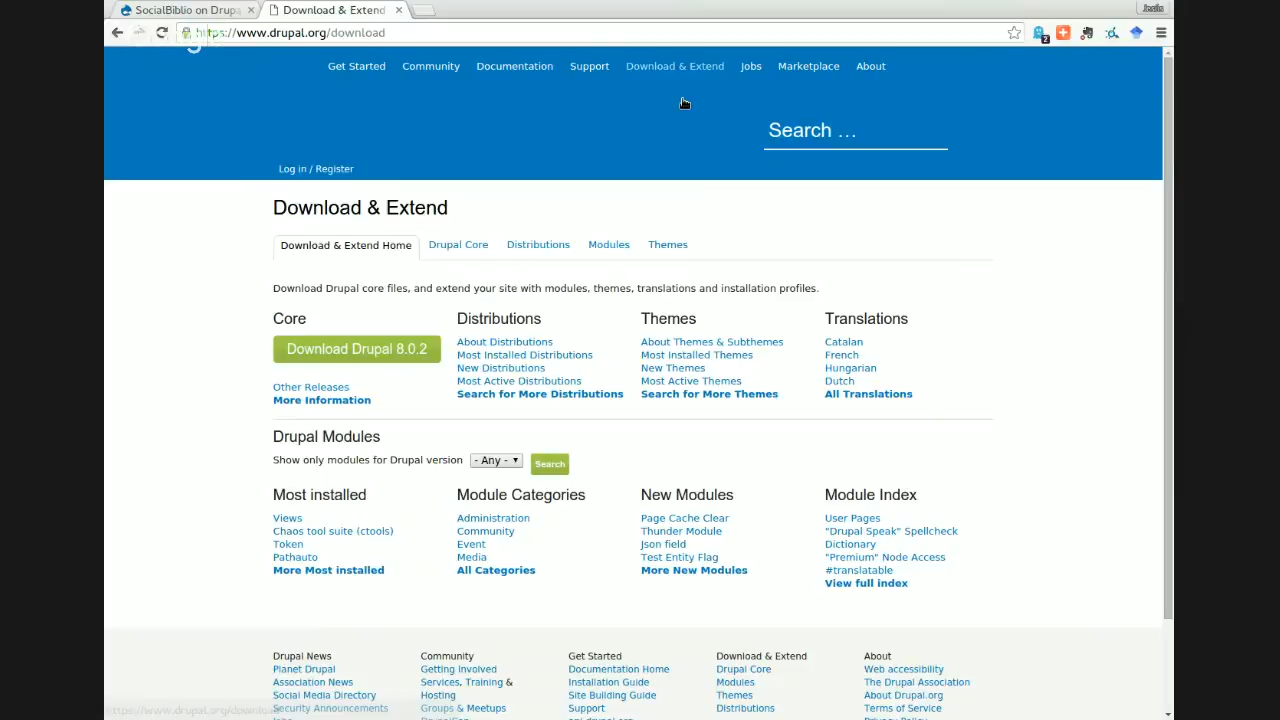 SocialBiblio on Drupa
Download & Extend
https://www.drupal.org/download
2
Get Started Community Documentation Support Download & Extend Jobs Marketplace About
Search …
Log in / Register
Download & Extend
Download & Extend Home Drupal Core Distributions Modules Themes
Download Drupal core files, and extend your site with modules, themes, translations and installation profiles.
Core
Download Drupal 8.0.2
Other Releases
More Information
Distributions
About Distributions
Most Installed Distributions
New Distributions
Most Active Distributions
Search for More Distributions
Themes
About Themes & Subthemes
Most Installed Themes
New Themes
Most Active Themes
Search for More Themes
Translations
Catalan
French
Hungarian
Dutch
All Translations
Drupal Modules
Show only modules for Drupal version - Any - Search
Most installed
Views
Chaos tool suite (ctools)
Token
Pathauto
More Most installed
Module Categories
Administration
Community
Event
Media
All Categories
New Modules
Page Cache Clear
Thunder Module
Json field
Test Entity Flag
More New Modules
Module Index
User Pages
"Drupal Speak" Spellcheck
Dictionary
"Premium" Node Access
#translatable
View full index
Drupal News
Planet Drupal
Association News
Social Media Directory
Security Announcements
Community
Getting Involved
Services, Training &
Hosting
Groups & Meetups
Get Started
Documentation Home
Installation Guide
Site Building Guide
Support
Download & Extend
Drupal Core
Modules
Themes
Distributions
About
Web accessibility
The Drupal Association
About Drupal.org
Terms of Service
https://www.drupal.org/download